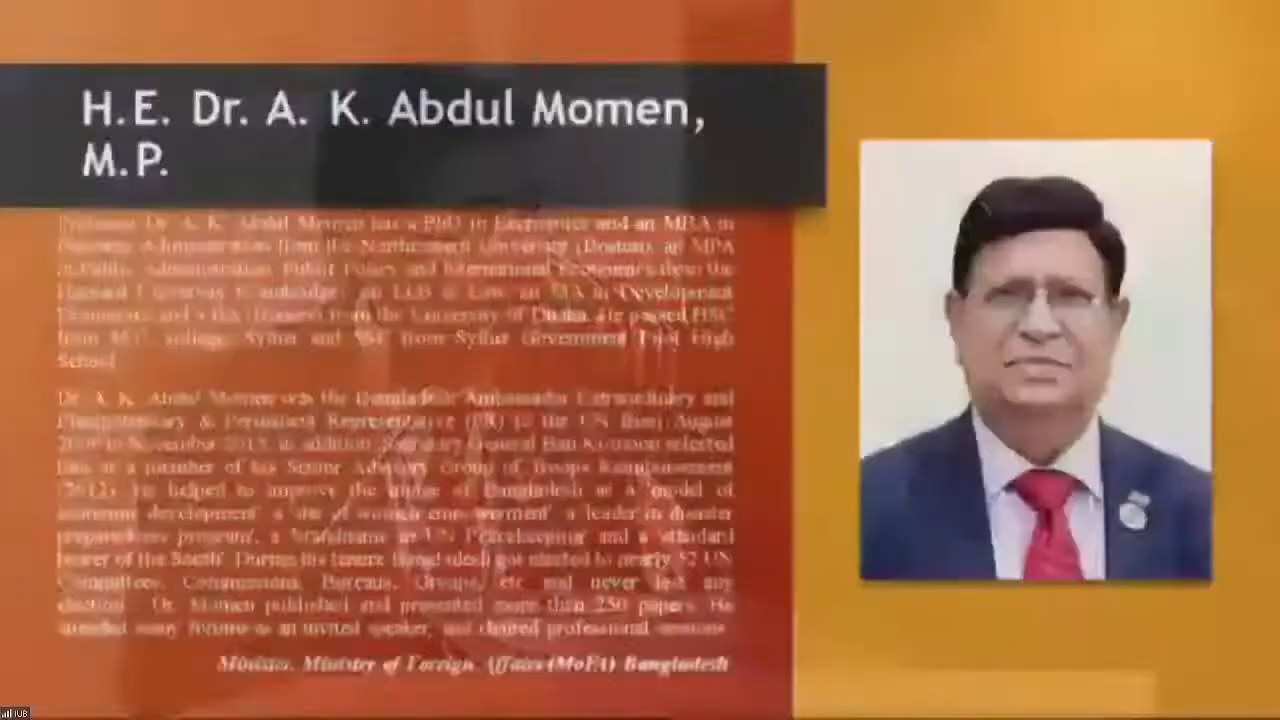 H.E. Dr. A. K. Abdul Momen,
M.P.
Professor Dr. A. K. Abdul Momen has a PhD in Economics and an MBA in
Business Administration from the Northeastern University (Boston), an MPA
in Public Administration, Public Policy and International Economics from the
Harvard University (Cambridge), an LLB in Law, an MA in Development
Economics and a BA (Honors) from the University of Dhaka. He passed HSC
from M.C. college, Sylhet and SSC from Sylhet Government Pilot High
School.
Dr. A. K. Abdul Momen was the Bangladesh Ambassador Extraordinary and
Plenipotentiary & Permanent Representative (PR) to the UN from August
2009 to November 2015. In addition, Secretary General Ban Ki-moon selected
him as a member of his Senior Advisory Group of Troops Reimbursement
(2012). He helped to improve the image of Bangladesh as a 'model of
economic development' a of women empowerment', a leader in disaster
preparedness program', a 'brandname in UN Peacekeeping' and a 'standard
bearer of the South'. During his tenure Bangladesh got elected to nearly 52 UN
Committees, Commissions, Bureaus, Groups, etc and never lost any
election. Dr. Momen published and presented more than 250 papers. He
attended many forums as an invited speaker, and chaired professional sessions.
Minister, Ministry of Foreign Affairs (MoFA) Bangladesh
IUB